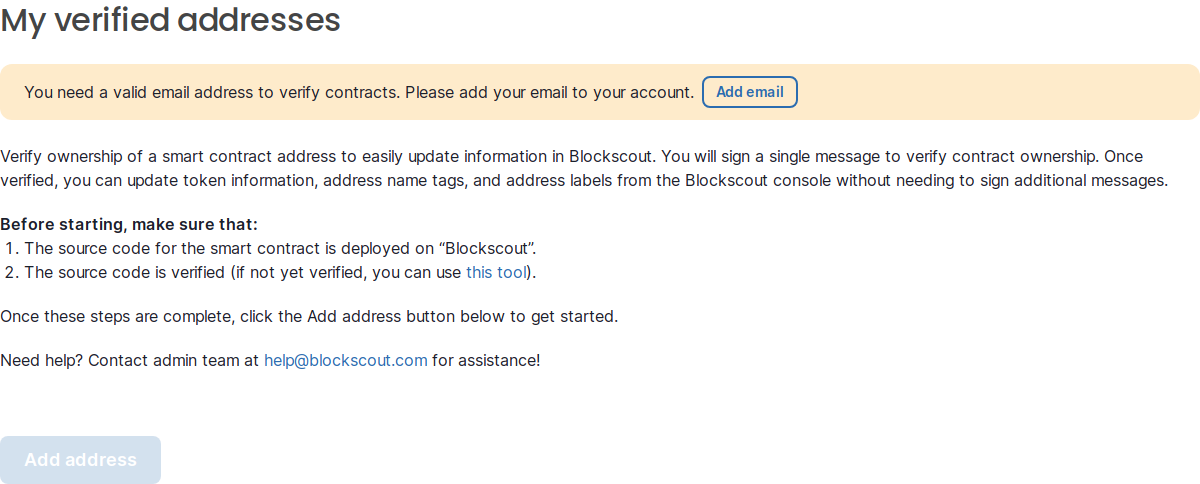 My verified addresses
You need a valid email address to verify contracts. Please add your email to your account. Add email
Verify ownership of a smart contract address to easily update information in Blockscout. You will sign a single message to verify contract ownership. Once
verified, you can update token information, address name tags, and address labels from the Blockscout console without needing to sign additional messages.
Before starting, make sure that:
1. The source code for the smart contract is deployed on “Blockscout”.
2. The source code is verified (if not yet verified, you can use this tool).
Once these steps are complete, click the Add address button below to get started.
Need help? Contact admin team at help@blockscout.com for assistance!
Add address